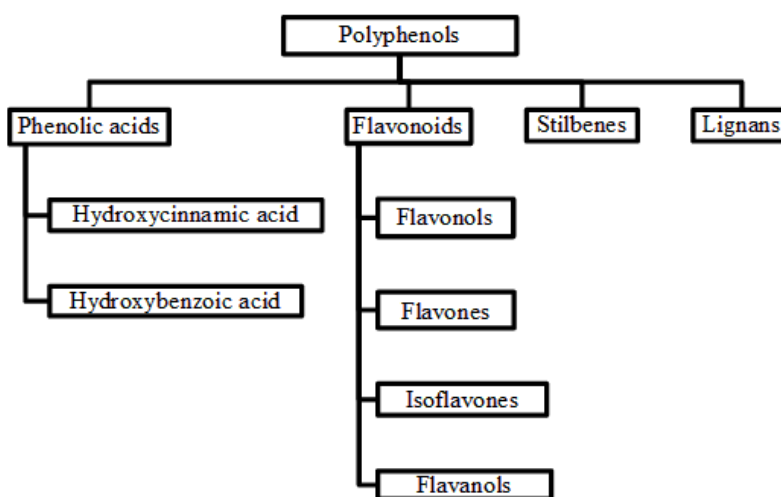 Polyphenols
Phenolic acids
Flavonoids
Stilbenes
Lignans
Hydroxycinnamic acid
Hydroxybenzoic acid
Flavonols
Flavones
Isoflavones
Flavanols